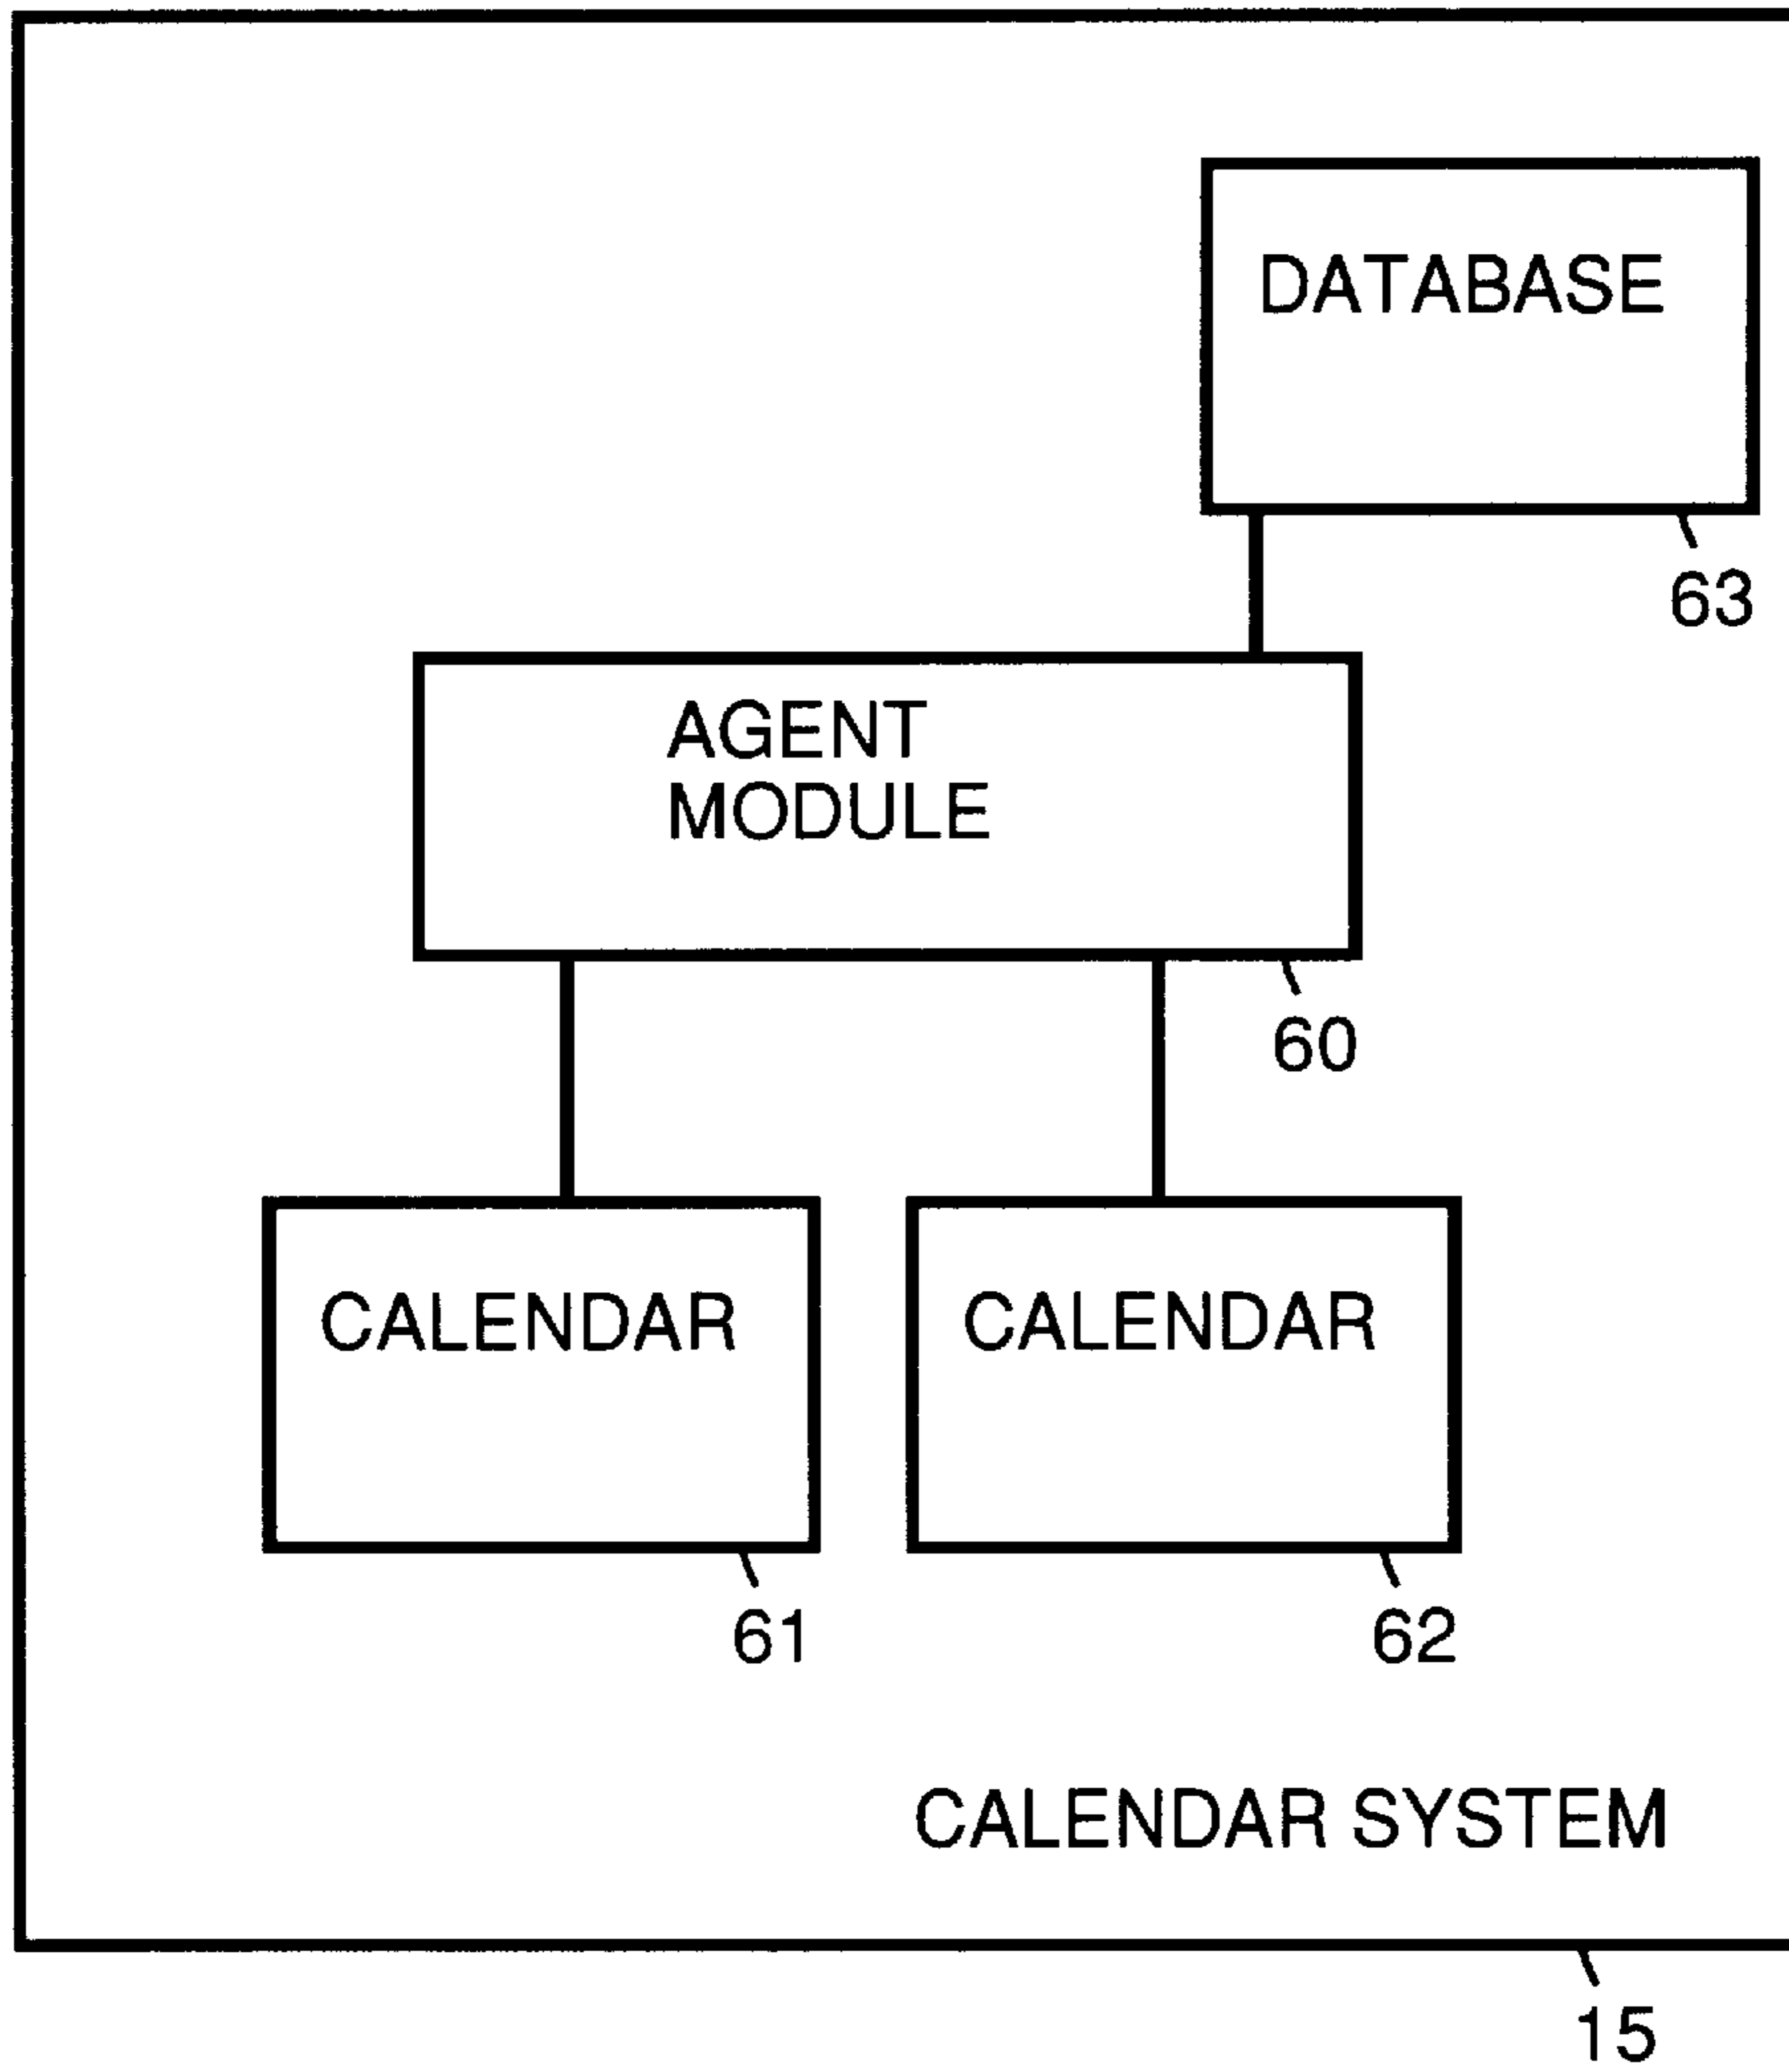 DATABASE
63
AGENT
MODULE
60
CALENDAR
CALENDAR
61
62
CALENDAR SYSTEM
15